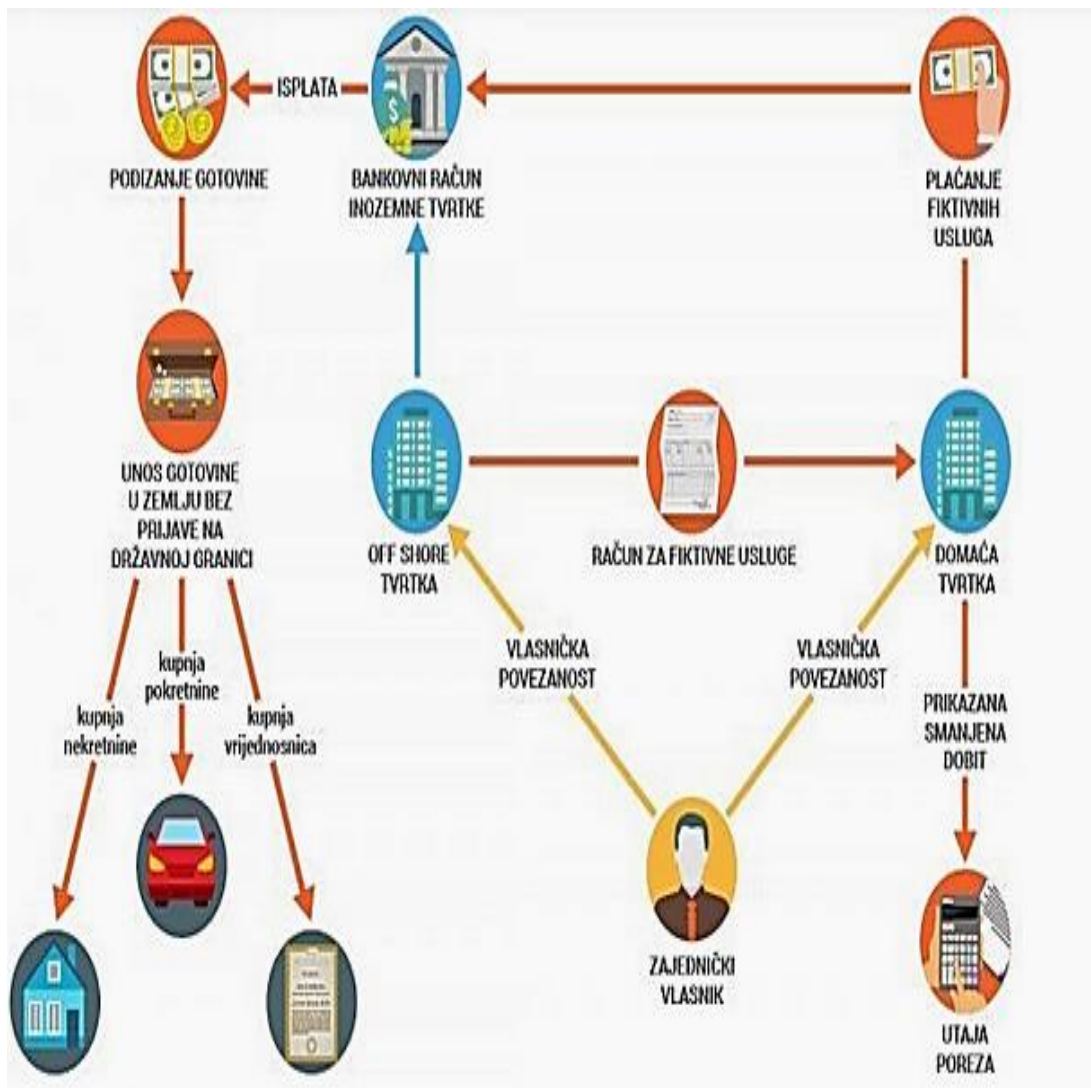 ISPLATA
PODIZANJE GOTOVINE
BANKOVNI RAČUN
INOZEMNE TVRTKE
PLAĆANJE
FIKTIVNIH
USLUGA
UNOS GOTOVINE
U ZEMLJU BEZ
PRIJAVE NA
DRŽAVNOJ GRANICI
OFF SHORE
TVRTKA
RAČUN ZA FIKTIVNE USLUGE
DOMAĆA
TVRTKA
VLASNIČKA
POVEZANOST
VLASNIČKA
POVEZANOST
kupnja
nekretnine
kupnja
pokretnine
kupnja
vrijednosnica
PRIKAZANA
SMANJENA
DOBIT
ZAJEDNIČKI
VLASNIK
UTAJA
POREZA